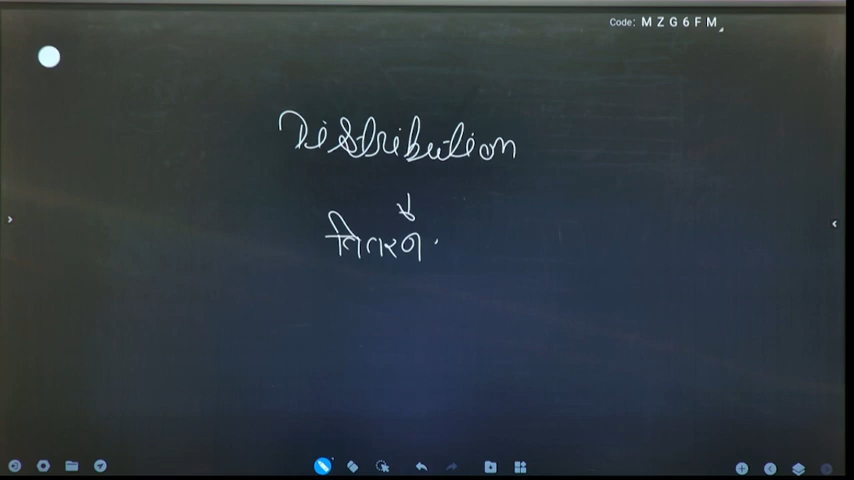 Code: MZG6FM
Distribution
वितरण